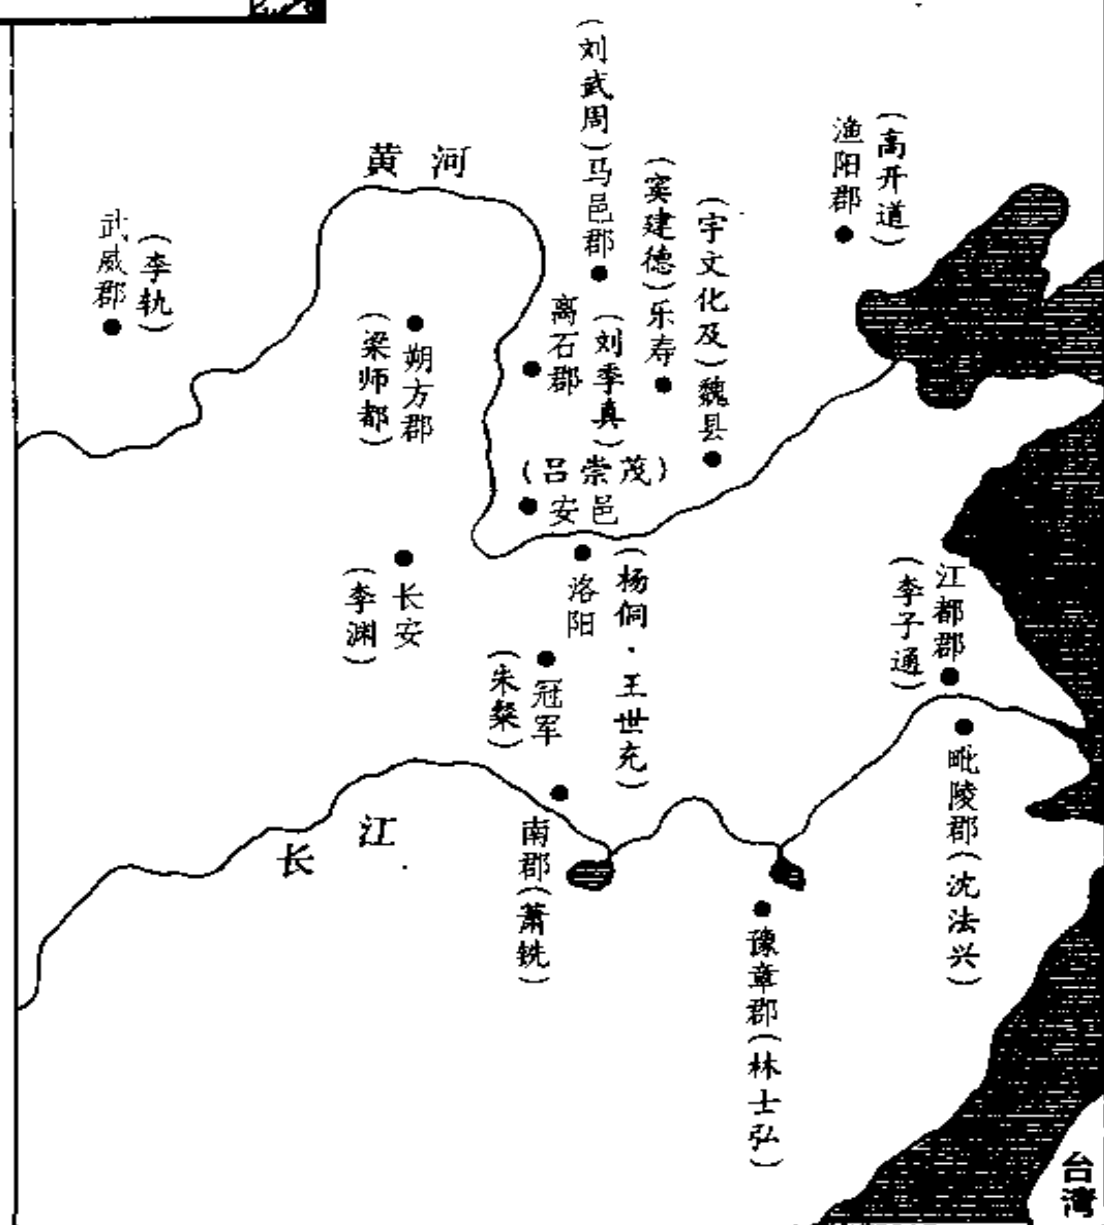 黄河
(刘武周)马邑郡
(窦建德)乐寿
(宇文化及)魏县
渔阳郡
(高开道)
武威郡
(李轨)
(梁师都)
朔方郡
离石郡
(刘季真)
(吕崇茂)
安邑
洛阳
(杨侗·王世充)
(李渊)
长安
(朱粲)
冠军
(李子通)
江都郡
毗陵郡(沈法兴)
长江
南郡(萧铣)
豫章郡(林士弘)
台湾